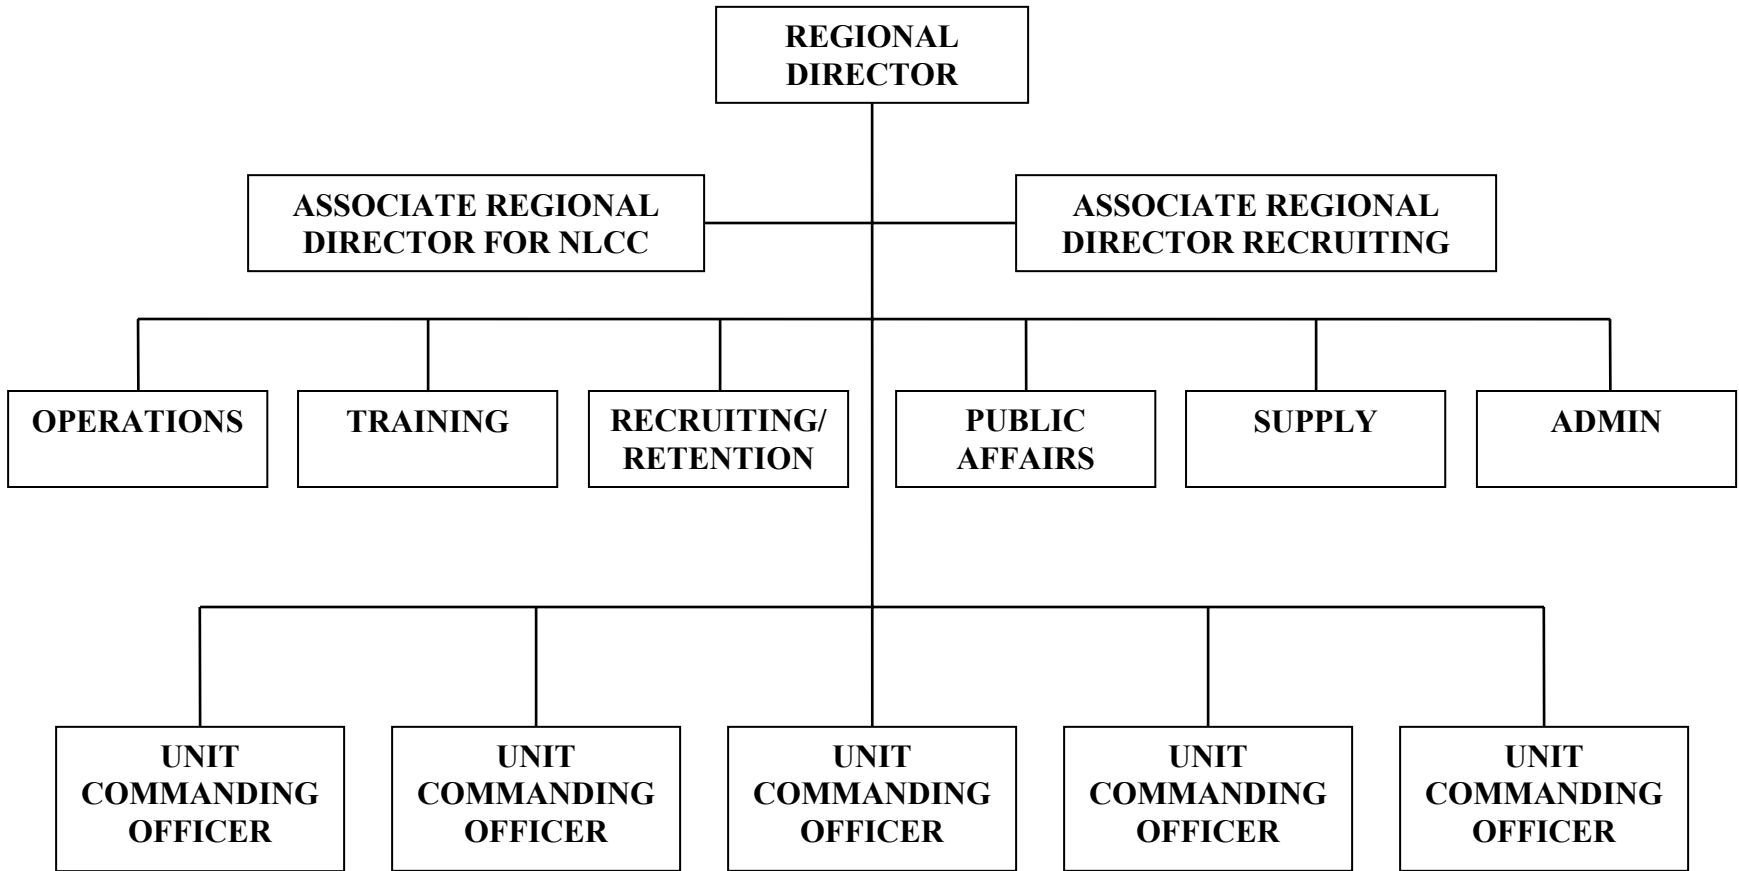 REGIONAL
DIRECTOR
ASSOCIATE REGIONAL
DIRECTOR FOR NLCC
ASSOCIATE REGIONAL
DIRECTOR RECRUITING
OPERATIONS
TRAINING
RECRUITING/
RETENTION
PUBLIC
AFFAIRS
SUPPLY
ADMIN
UNIT
COMMANDING
OFFICER
UNIT
COMMANDING
OFFICER
UNIT
COMMANDING
OFFICER
UNIT
COMMANDING
OFFICER
UNIT
COMMANDING
OFFICER